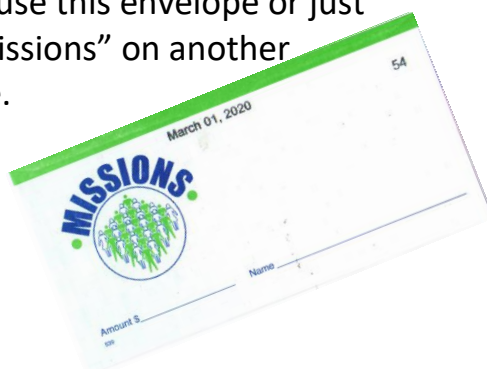 use this envelope or just
issions” on another
.
March 01, 2020
54
MISSIONS
Amount $
Name